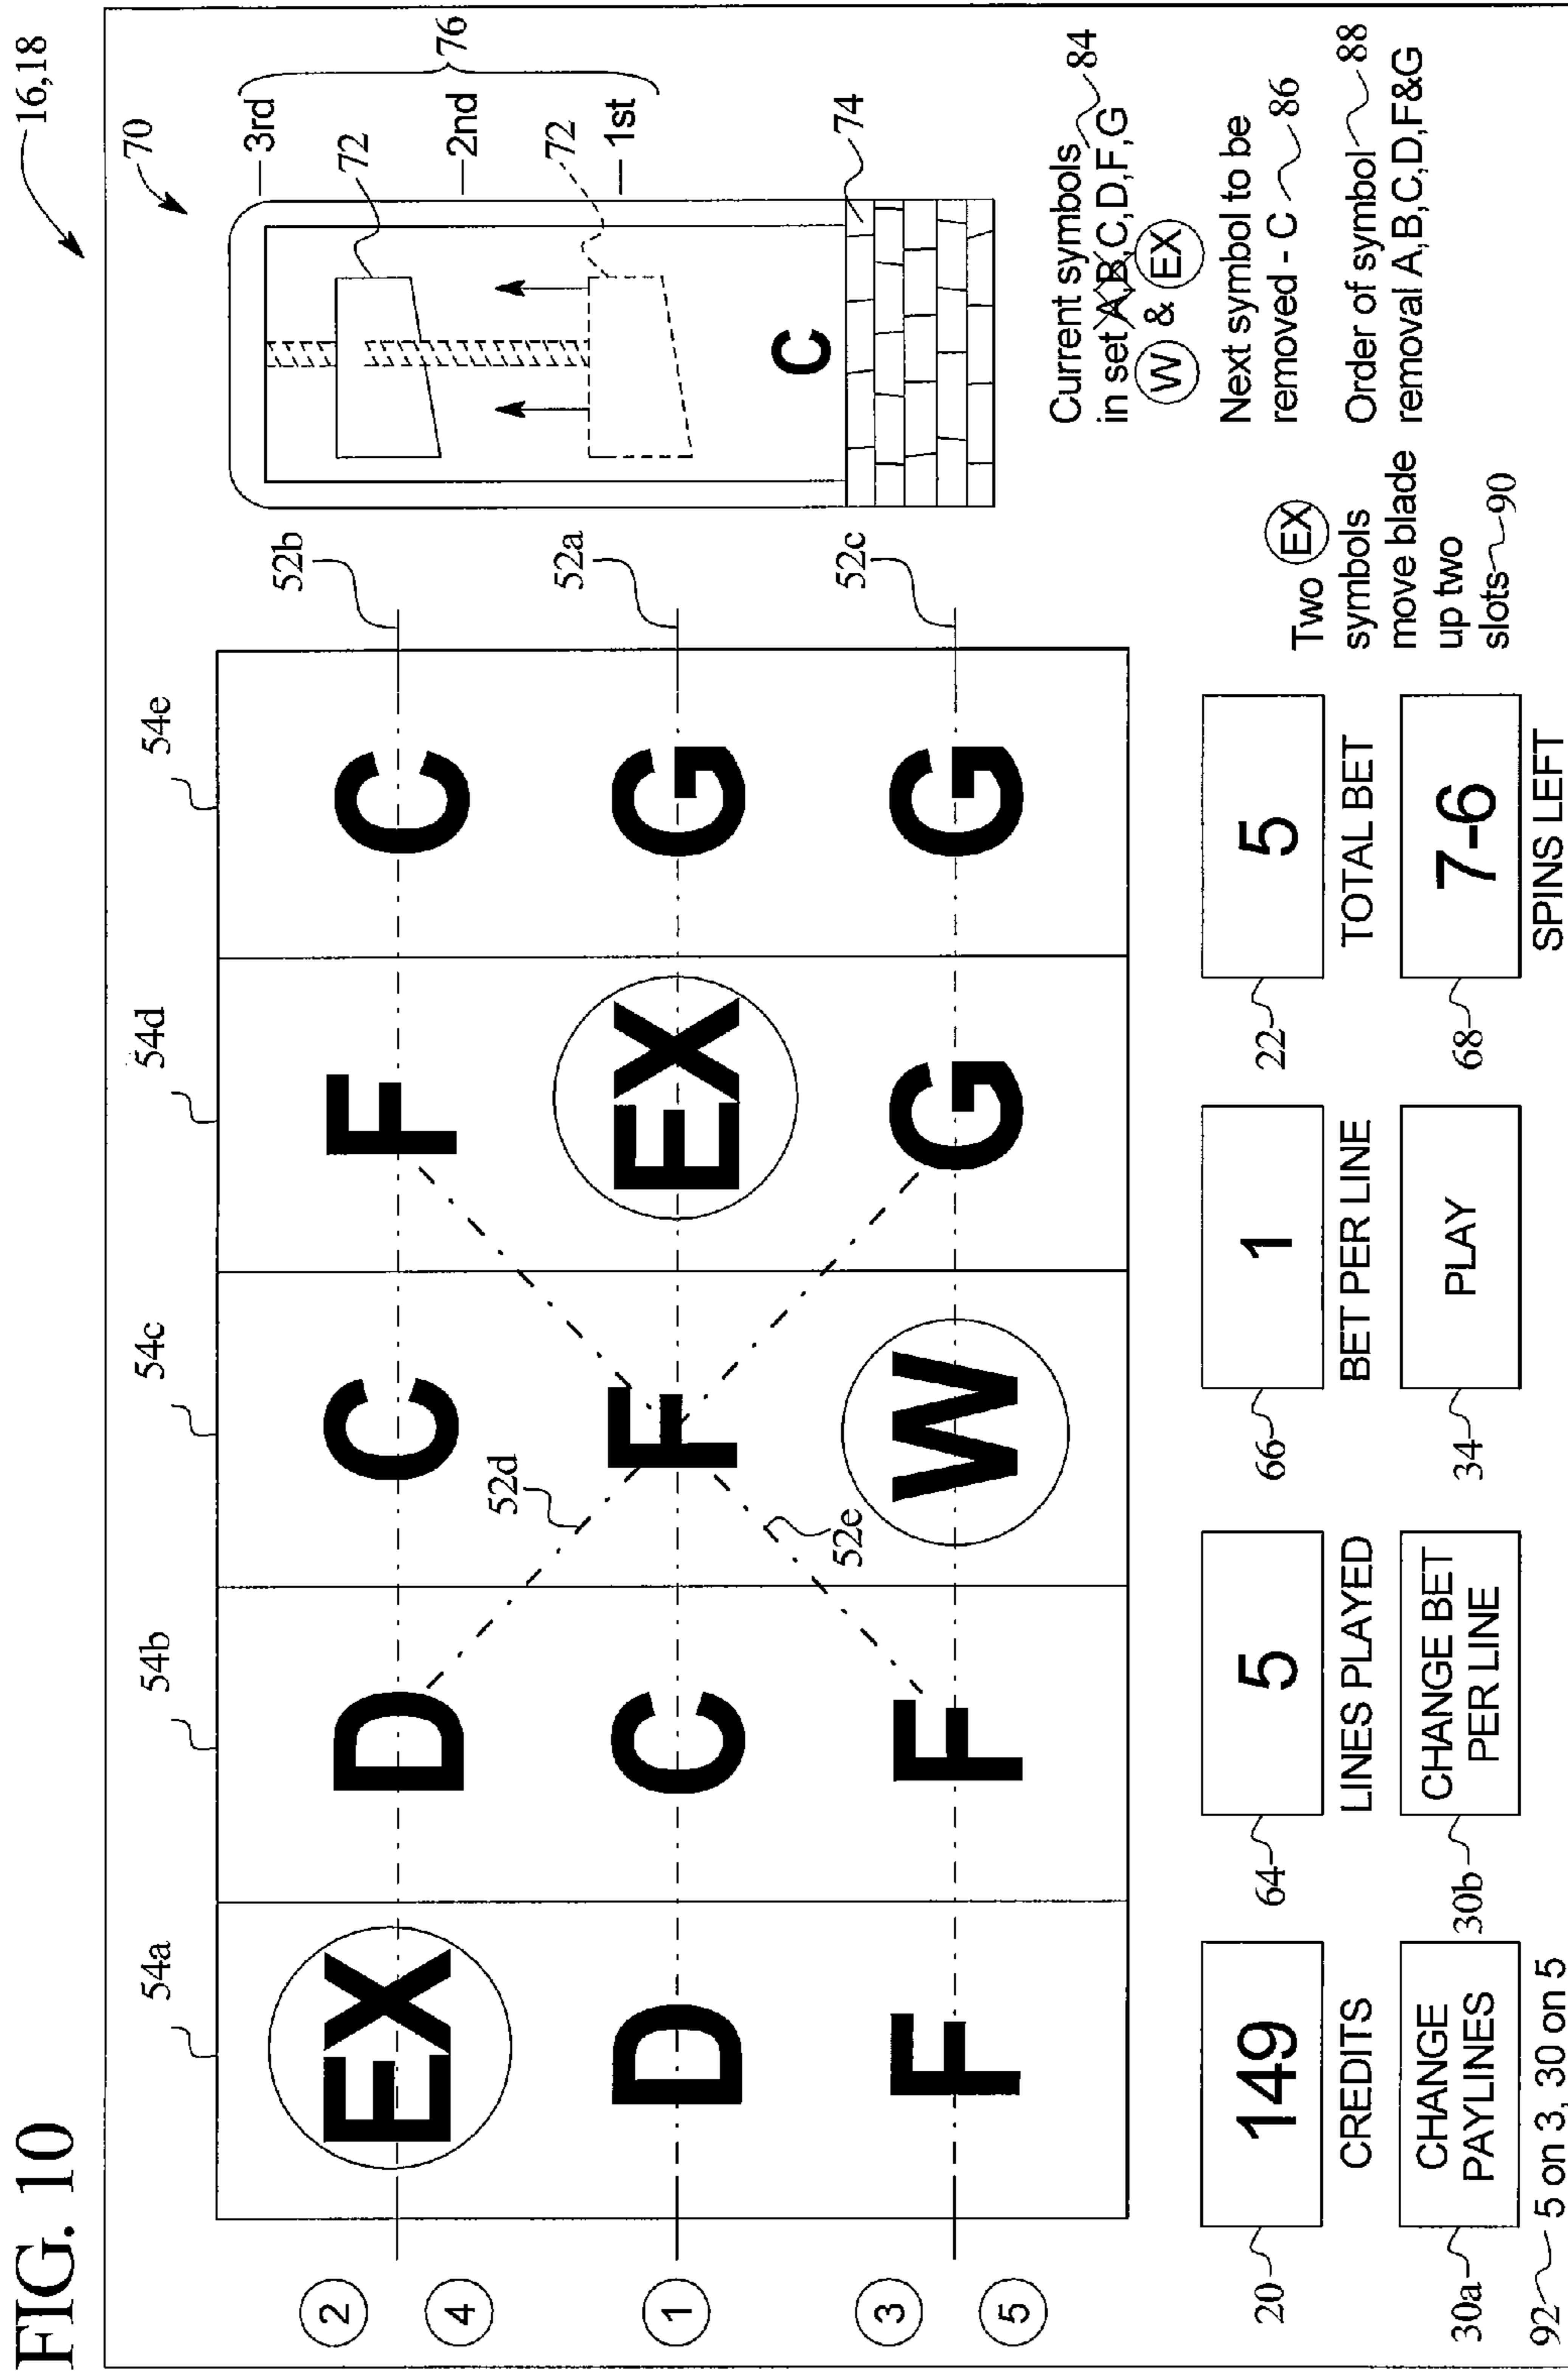 FIG. 10
16,18
54a
54b
54c
54d
54e
70
2
4
EX
D
C
F
C
52b
3rd
72
2nd
76
72
1st
52d
1
D
C
F
EX
G
52a
C
74
52e
3
5
F
F
W
G
G
52c
Current symbols 84
in set A,B,C,D,F,G
W & EX
Next symbol to be
removed - C 86
Order of symbol 88
removal A,B,C,D,F&G
Two EX
symbols
move blade
up two
slots 90
20
149
CREDITS
64
5
LINES PLAYED
66
1
BET PER LINE
22
5
TOTAL BET
30a
CHANGE
PAYLINES
30b
CHANGE BET
PER LINE
34
PLAY
68
7-6
SPINS LEFT
92 5 on 3, 30 on 5